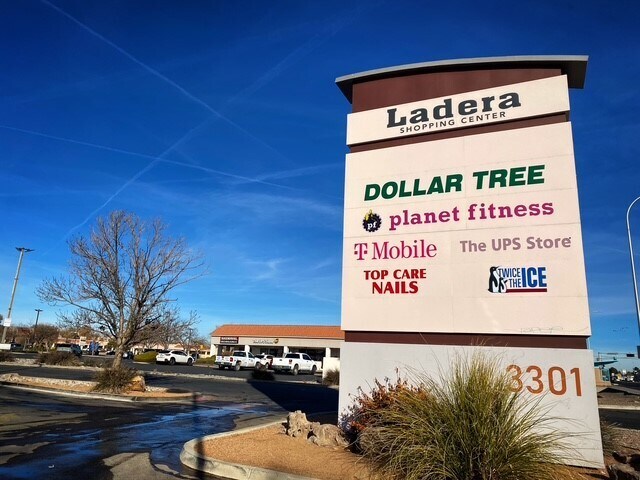 Ladera
SHOPPING CENTER
DOLLAR TREE
pf planet fitness
T Mobile The UPS Store
TOP CARE
NAILS
TWICE
THE ICE
3301